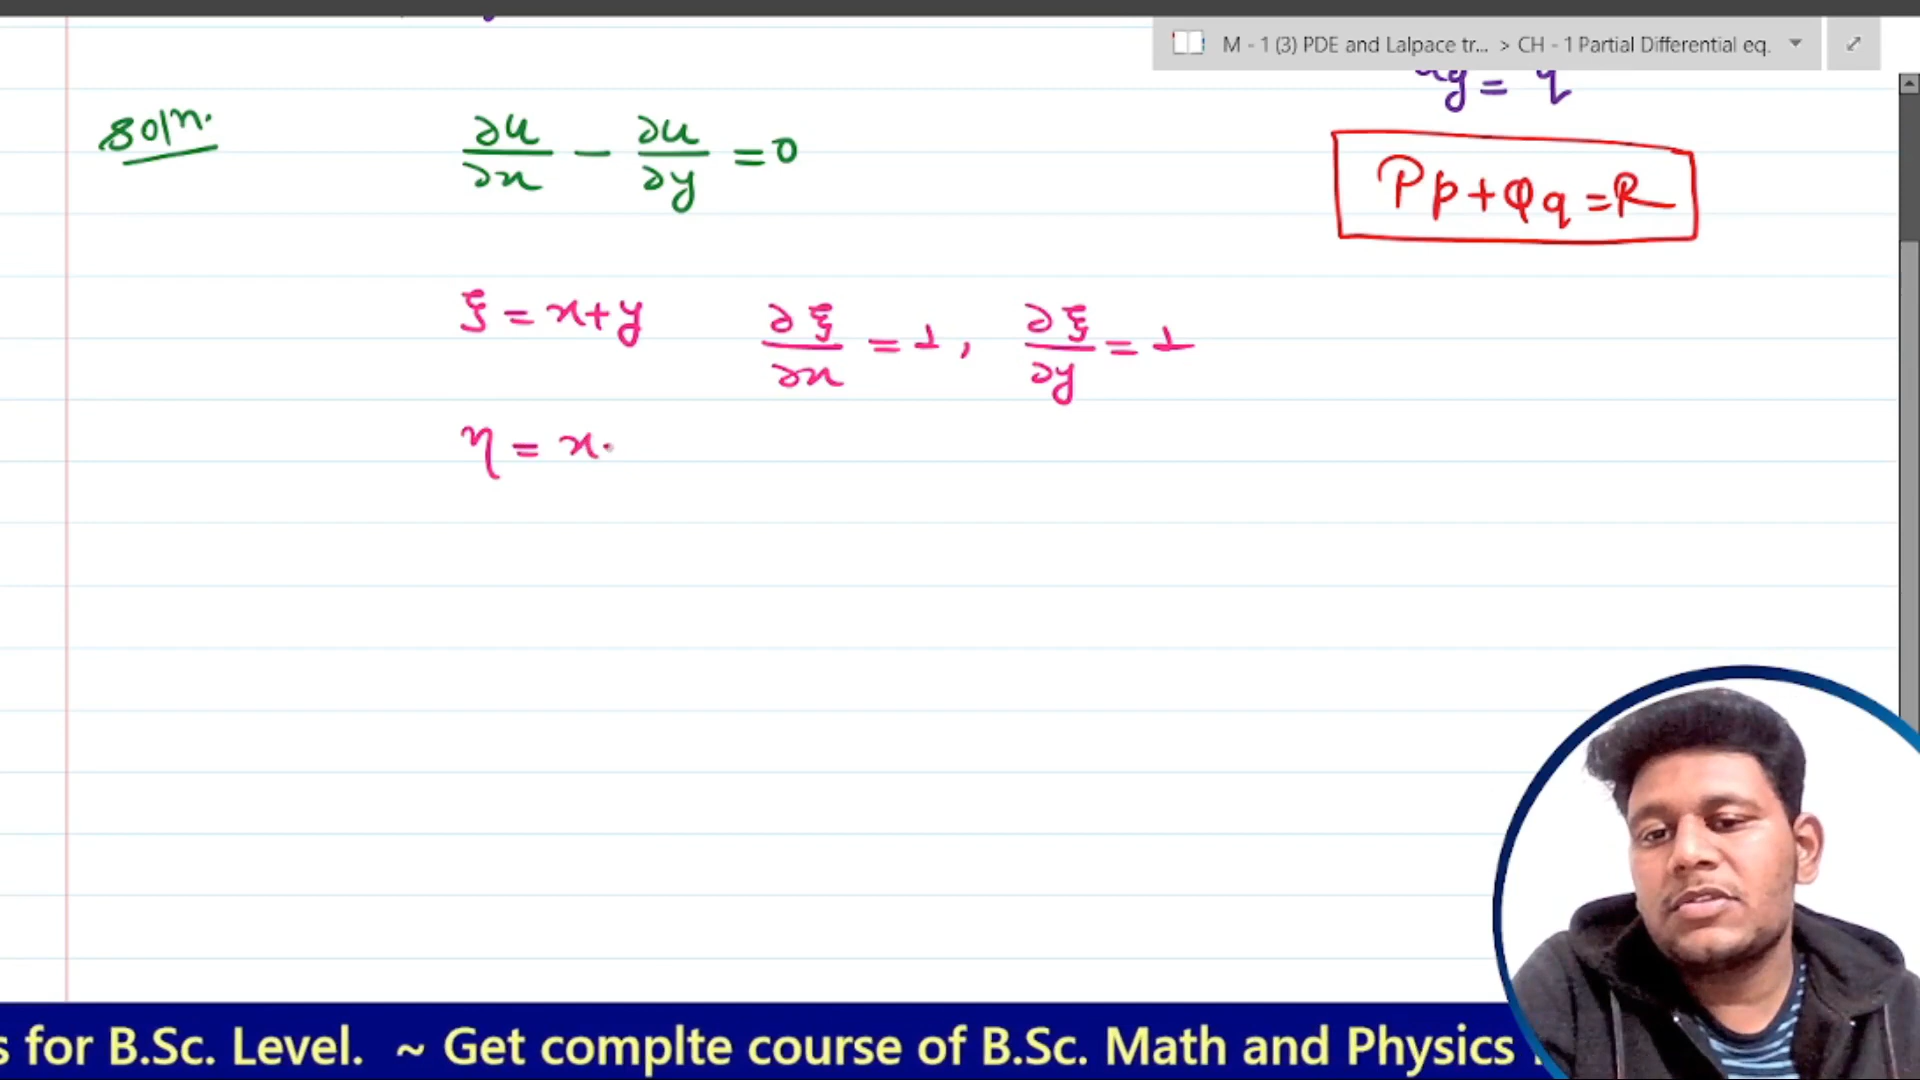 M - 1 (3) PDE and Lalpace tr... > CH - 1 Partial Differential eq.
= q
Soln.
∂u/∂x - ∂u/∂y = 0
Pp + Qq = R
ξ = x+y ∂ξ/∂x = 1, ∂ξ/∂y = 1
η = x
s for B.Sc. Level. ~ Get complte course of B.Sc. Math and Physics